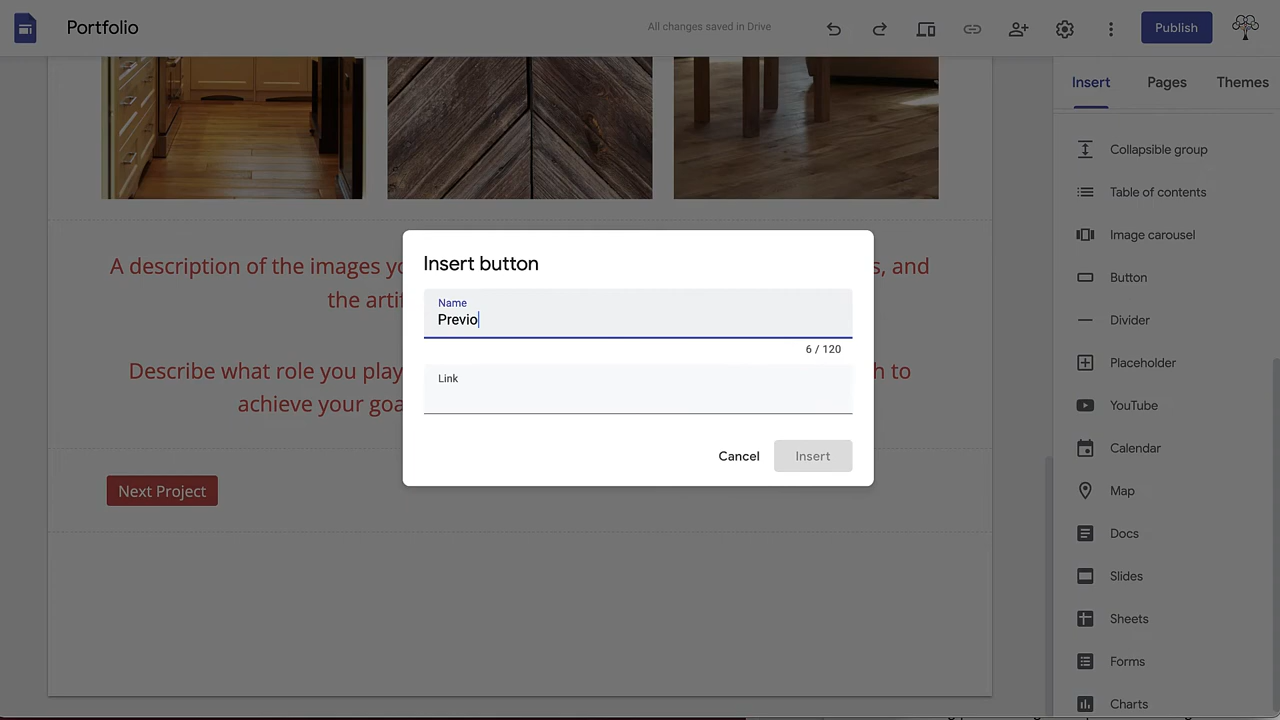 Portfolio
All changes saved in Drive
Publish
Insert
Pages
Themes
Collapsible group
Table of contents
Image carousel
Button
Divider
Placeholder
YouTube
Calendar
Map
Docs
Slides
Sheets
Forms
Charts
A description of the images yo
s, and
the artif
Describe what role you play
h to
achieve your goa
Next Project
Insert button
Name
Previo
6 / 120
Link
Cancel
Insert